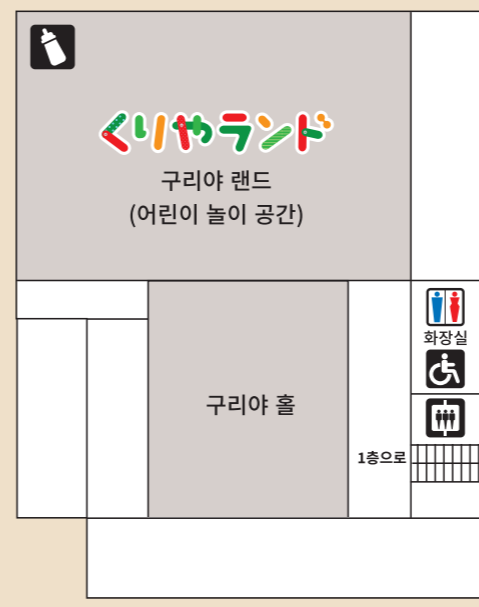 くりやランド
구리야 랜드
(어린이 놀이 공간)
화장실
구리야 홀
1층으로